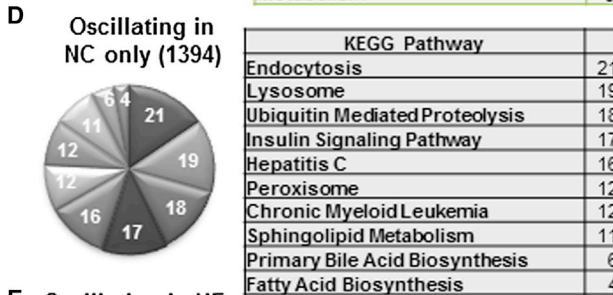 D
Oscillating in
NC only (1394)
6 4 21
11
19
12
12
18
16
17
KEGG Pathway
Endocytosis 21
Lysosome 19
Ubiquitin Mediated Proteolysis 18
Insulin Signaling Pathway 17
Hepatitis C 16
Peroxisome 12
Chronic Myeloid Leukemia 12
Sphingolipid Metabolism 11
Primary Bile Acid Biosynthesis 6
Fatty Acid Biosynthesis 4